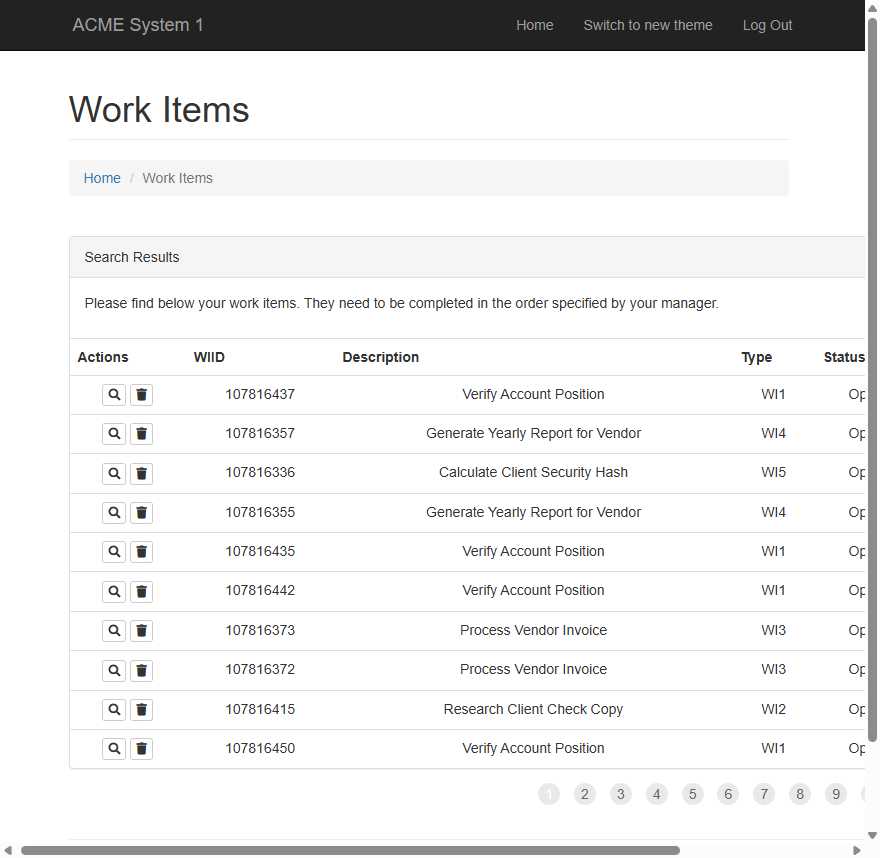 ACME System 1 Home Switch to new theme Log Out
Work Items
Home / Work Items
Search Results
Please find below your work items. They need to be completed in the order specified by your manager.
Actions WIID Description Type Status
107816437 Verify Account Position WI1 Op
107816357 Generate Yearly Report for Vendor WI4 Op
107816336 Calculate Client Security Hash WI5 Op
107816355 Generate Yearly Report for Vendor WI4 Op
107816435 Verify Account Position WI1 Op
107816442 Verify Account Position WI1 Op
107816373 Process Vendor Invoice WI3 Op
107816372 Process Vendor Invoice WI3 Op
107816415 Research Client Check Copy WI2 Op
107816450 Verify Account Position WI1 Op
1 2 3 4 5 6 7 8 9